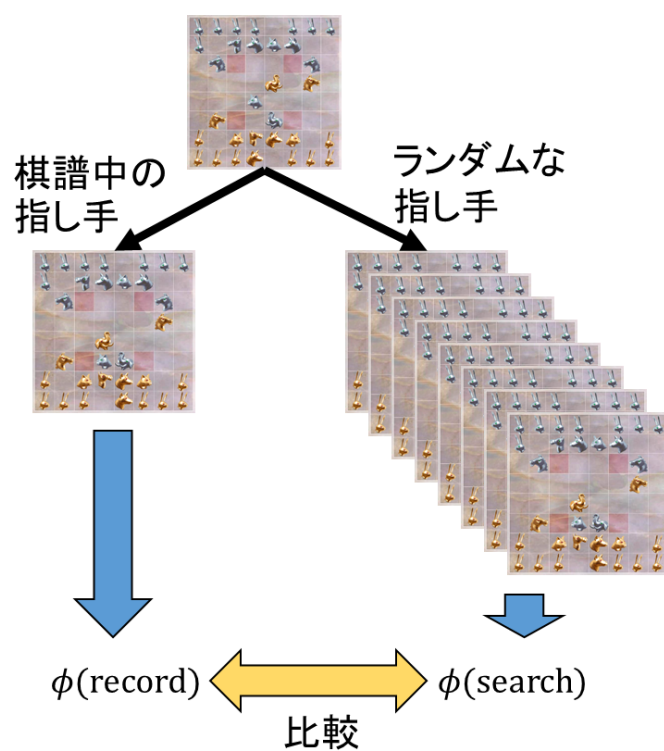 棋譜中の
指し手
ランダムな
指し手
ϕ(record)
ϕ(search)
比較